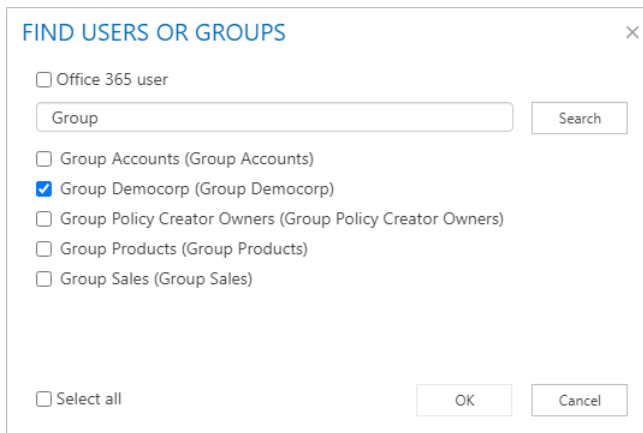 FIND USERS OR GROUPS
Office 365 user
Group
Search
Group Accounts (Group Accounts)
Group Democorp (Group Democorp)
Group Policy Creator Owners (Group Policy Creator Owners)
Group Products (Group Products)
Group Sales (Group Sales)
Select all
OK
Cancel